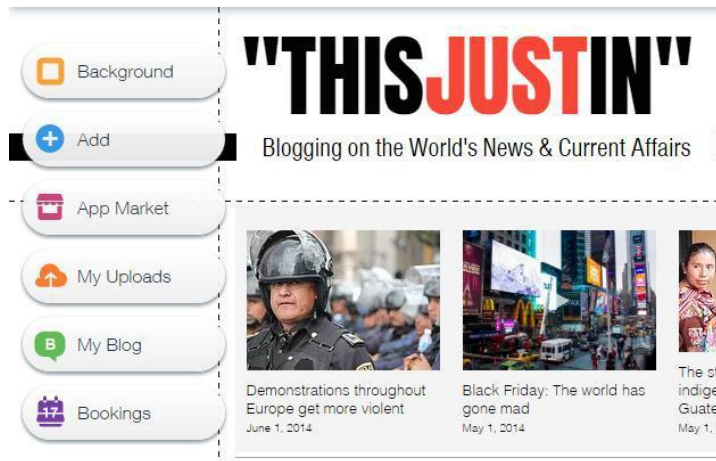 Background
Add
App Market
My Uploads
My Blog
B
Bookings
17
"THISJUSTIN"
Blogging on the World's News & Current Affairs
Demonstrations throughout
Europe get more violent
June 1, 2014
Black Friday: The world has
gone mad
May 1, 2014
The s
indige
Guate
May 1,